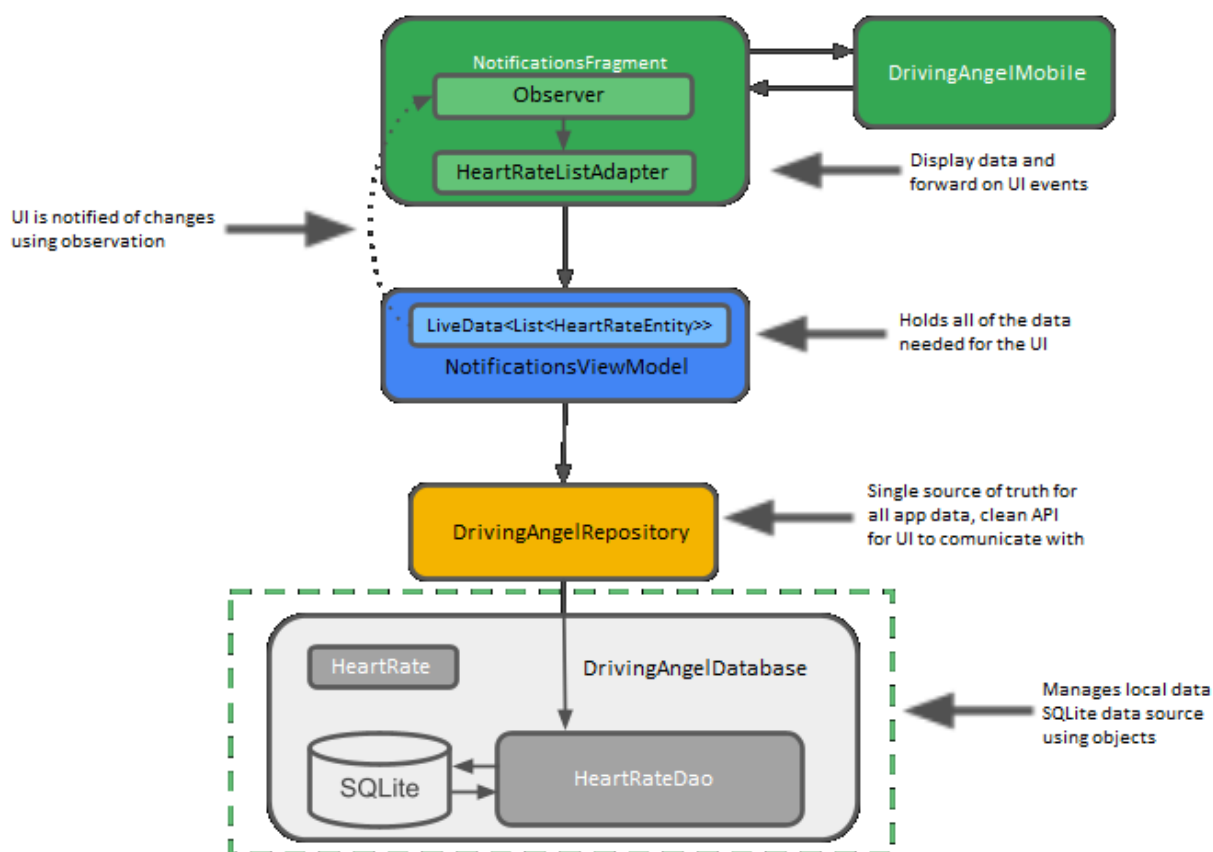 NotificationsFragment
Observer
HeartRateListAdapter
DrivingAngelMobile
Display data and
forward on UI events
UI is notified of changes
using observation
LiveData<List<HeartRateEntity>>
NotificationsViewModel
Holds all of the data
needed for the UI
DrivingAngelRepository
Single source of truth for
all app data, clean API
for UI to comunicate with
HeartRate
DrivingAngelDatabase
SQLite
HeartRateDao
Manages local data
SQLite data source
using objects